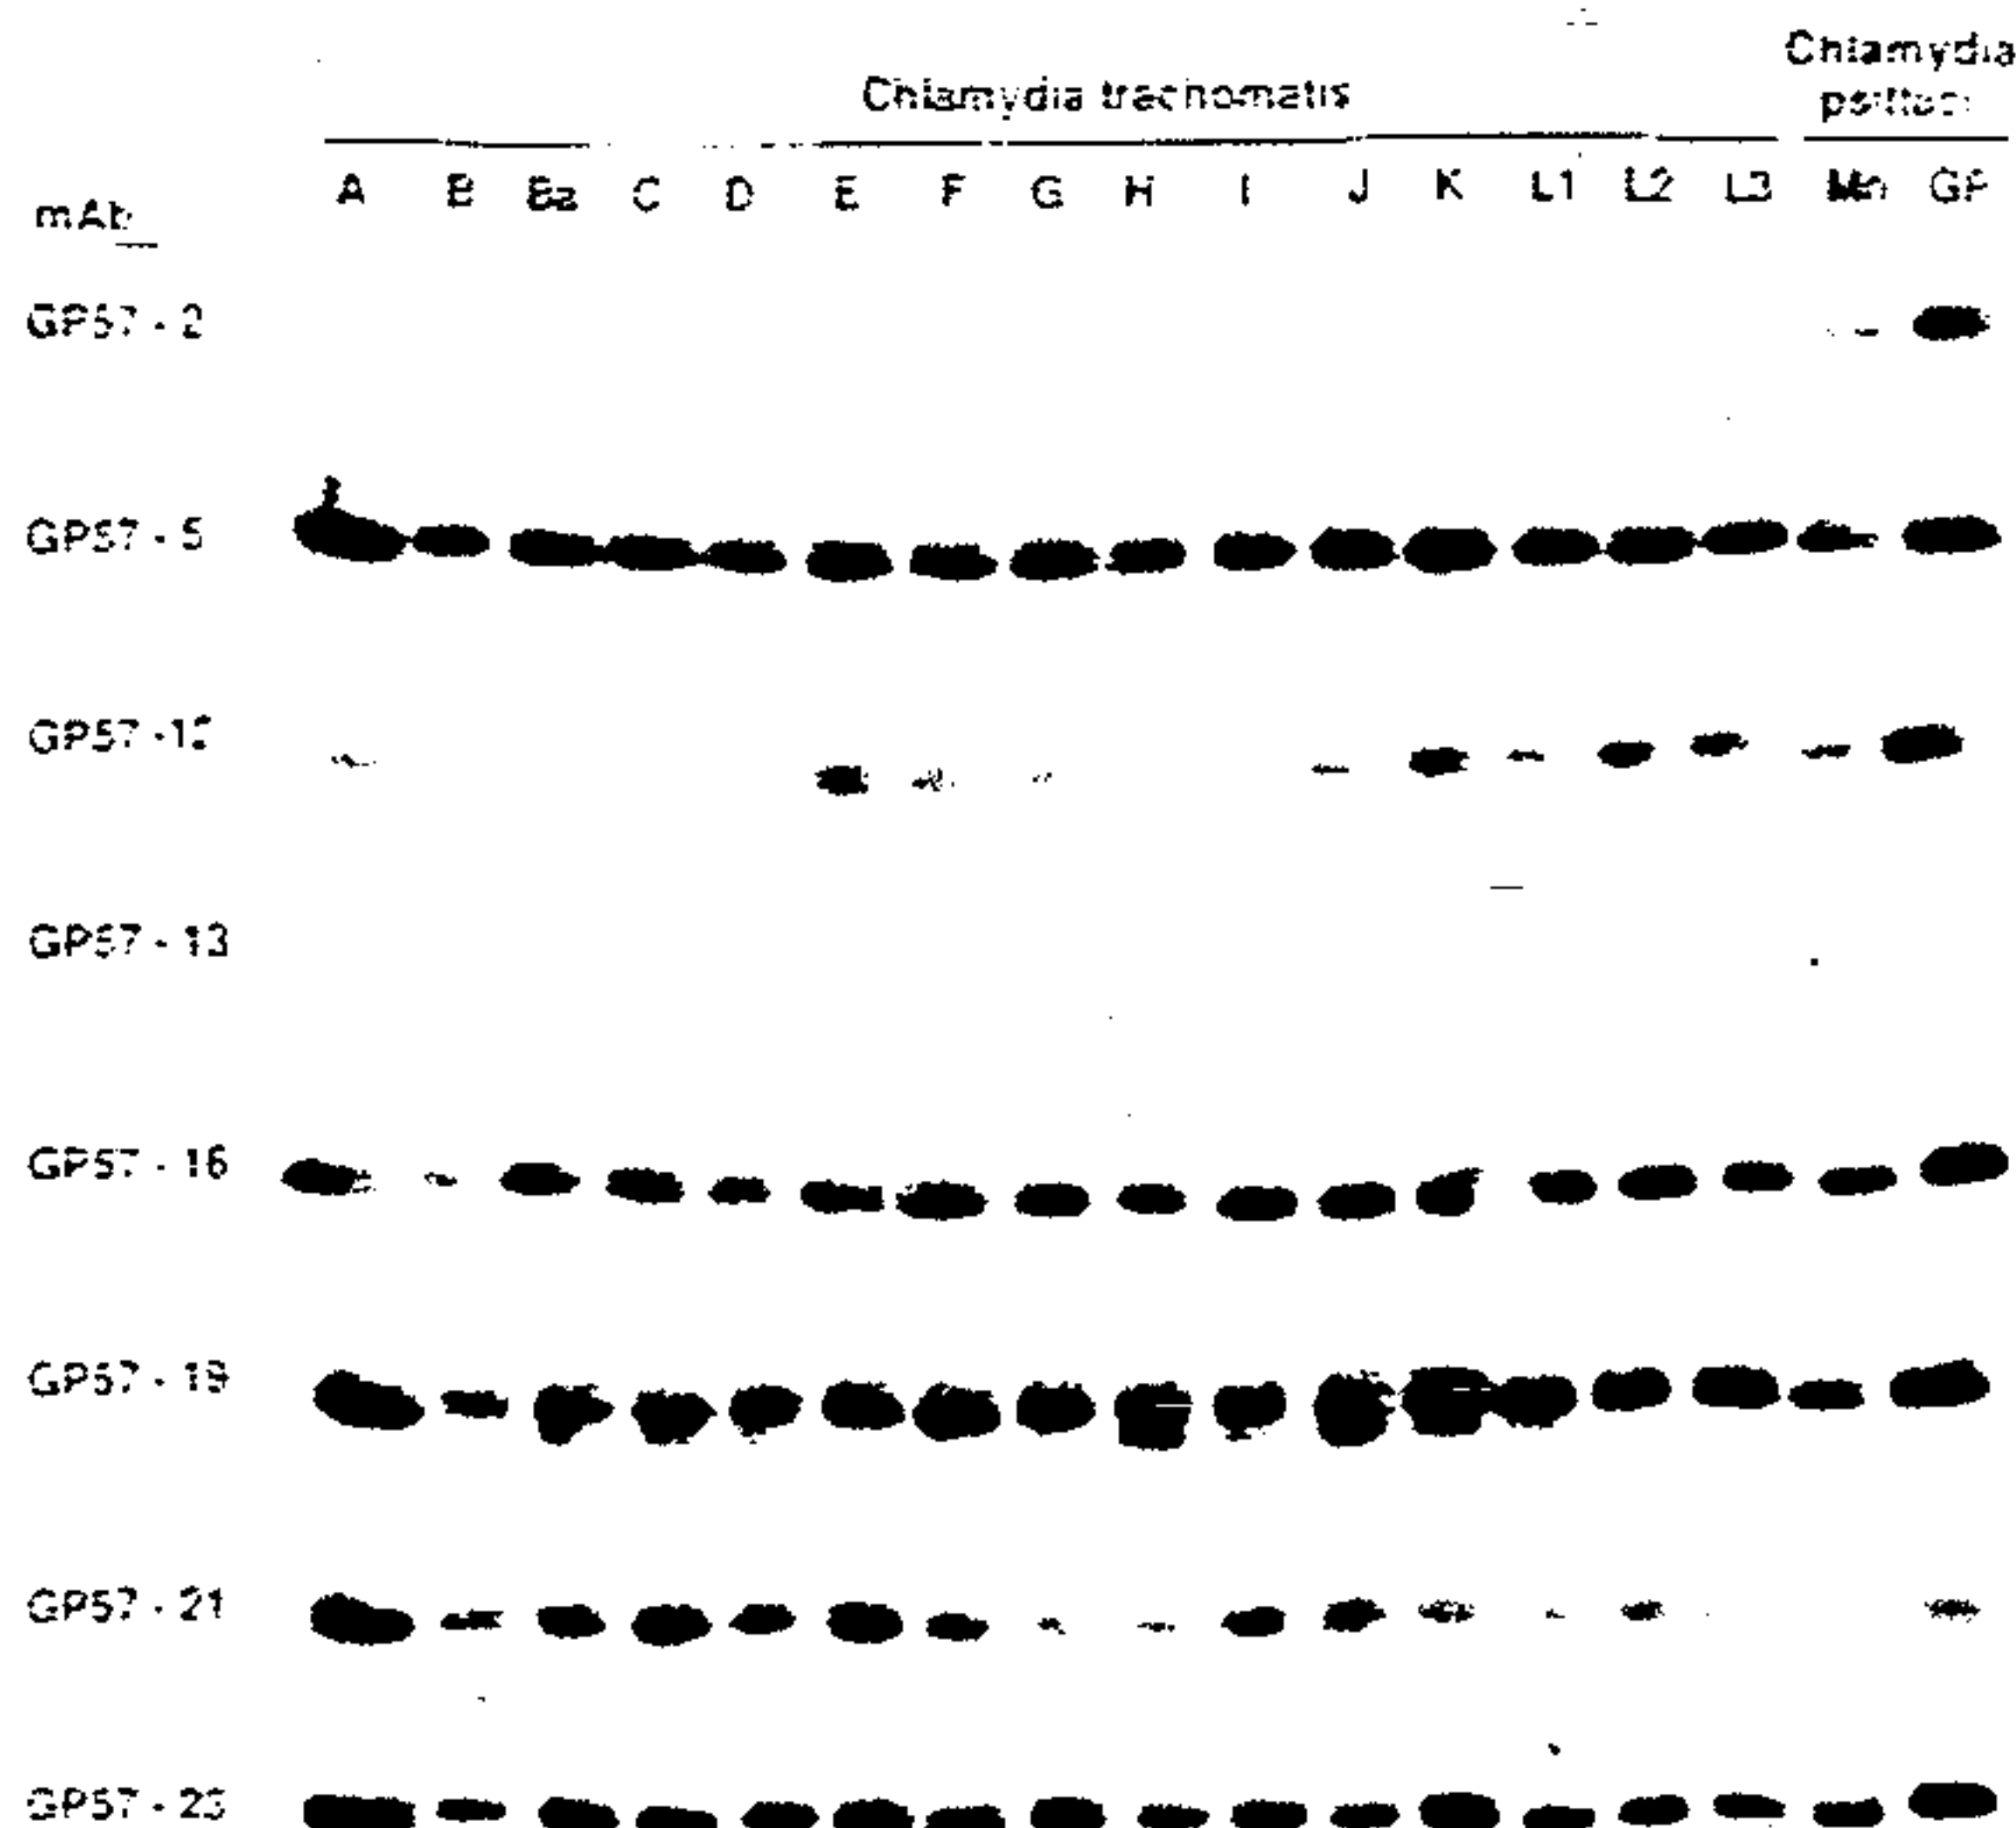 Chlamydia
Chlamydia trachomatis psittaci
A B Ba C D E F G H I J K L1 L2 L3 Mn GP
mAb
GP57-2
GP57-5
GP57-13
GP57-16
GP57-21